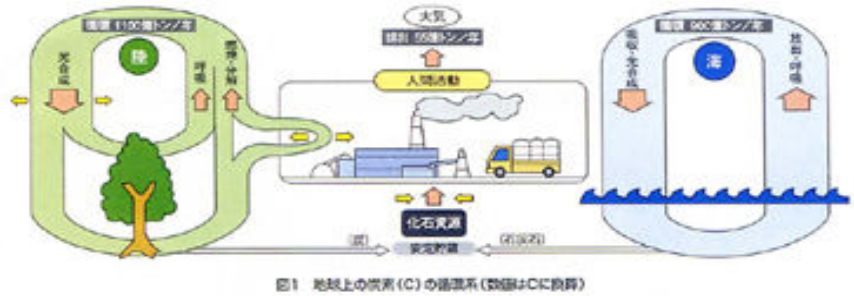 大気
循環 1100億トン/年
排出 55億トン/年
循環 900億トン/年
陸
海
人間活動
光合成
呼吸
燃焼・分解
吸収・光合成
放出・呼吸
化石資源
(炭)
安定貯蔵
(石灰石)
図1 地球上の炭素(C)の循環系(数値はCに換算)